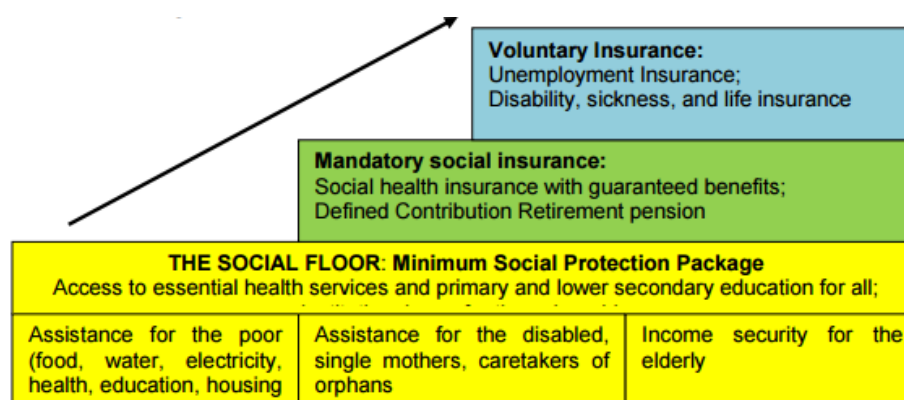 Voluntary Insurance:
Unemployment Insurance;
Disability, sickness, and life insurance
Mandatory social insurance:
Social health insurance with guaranteed benefits;
Defined Contribution Retirement pension
THE SOCIAL FLOOR: Minimum Social Protection Package
Access to essential health services and primary and lower secondary education for all;
Assistance for the poor
(food, water, electricity,
health, education, housing
Assistance for the disabled,
single mothers, caretakers of
orphans
Income security for the
elderly